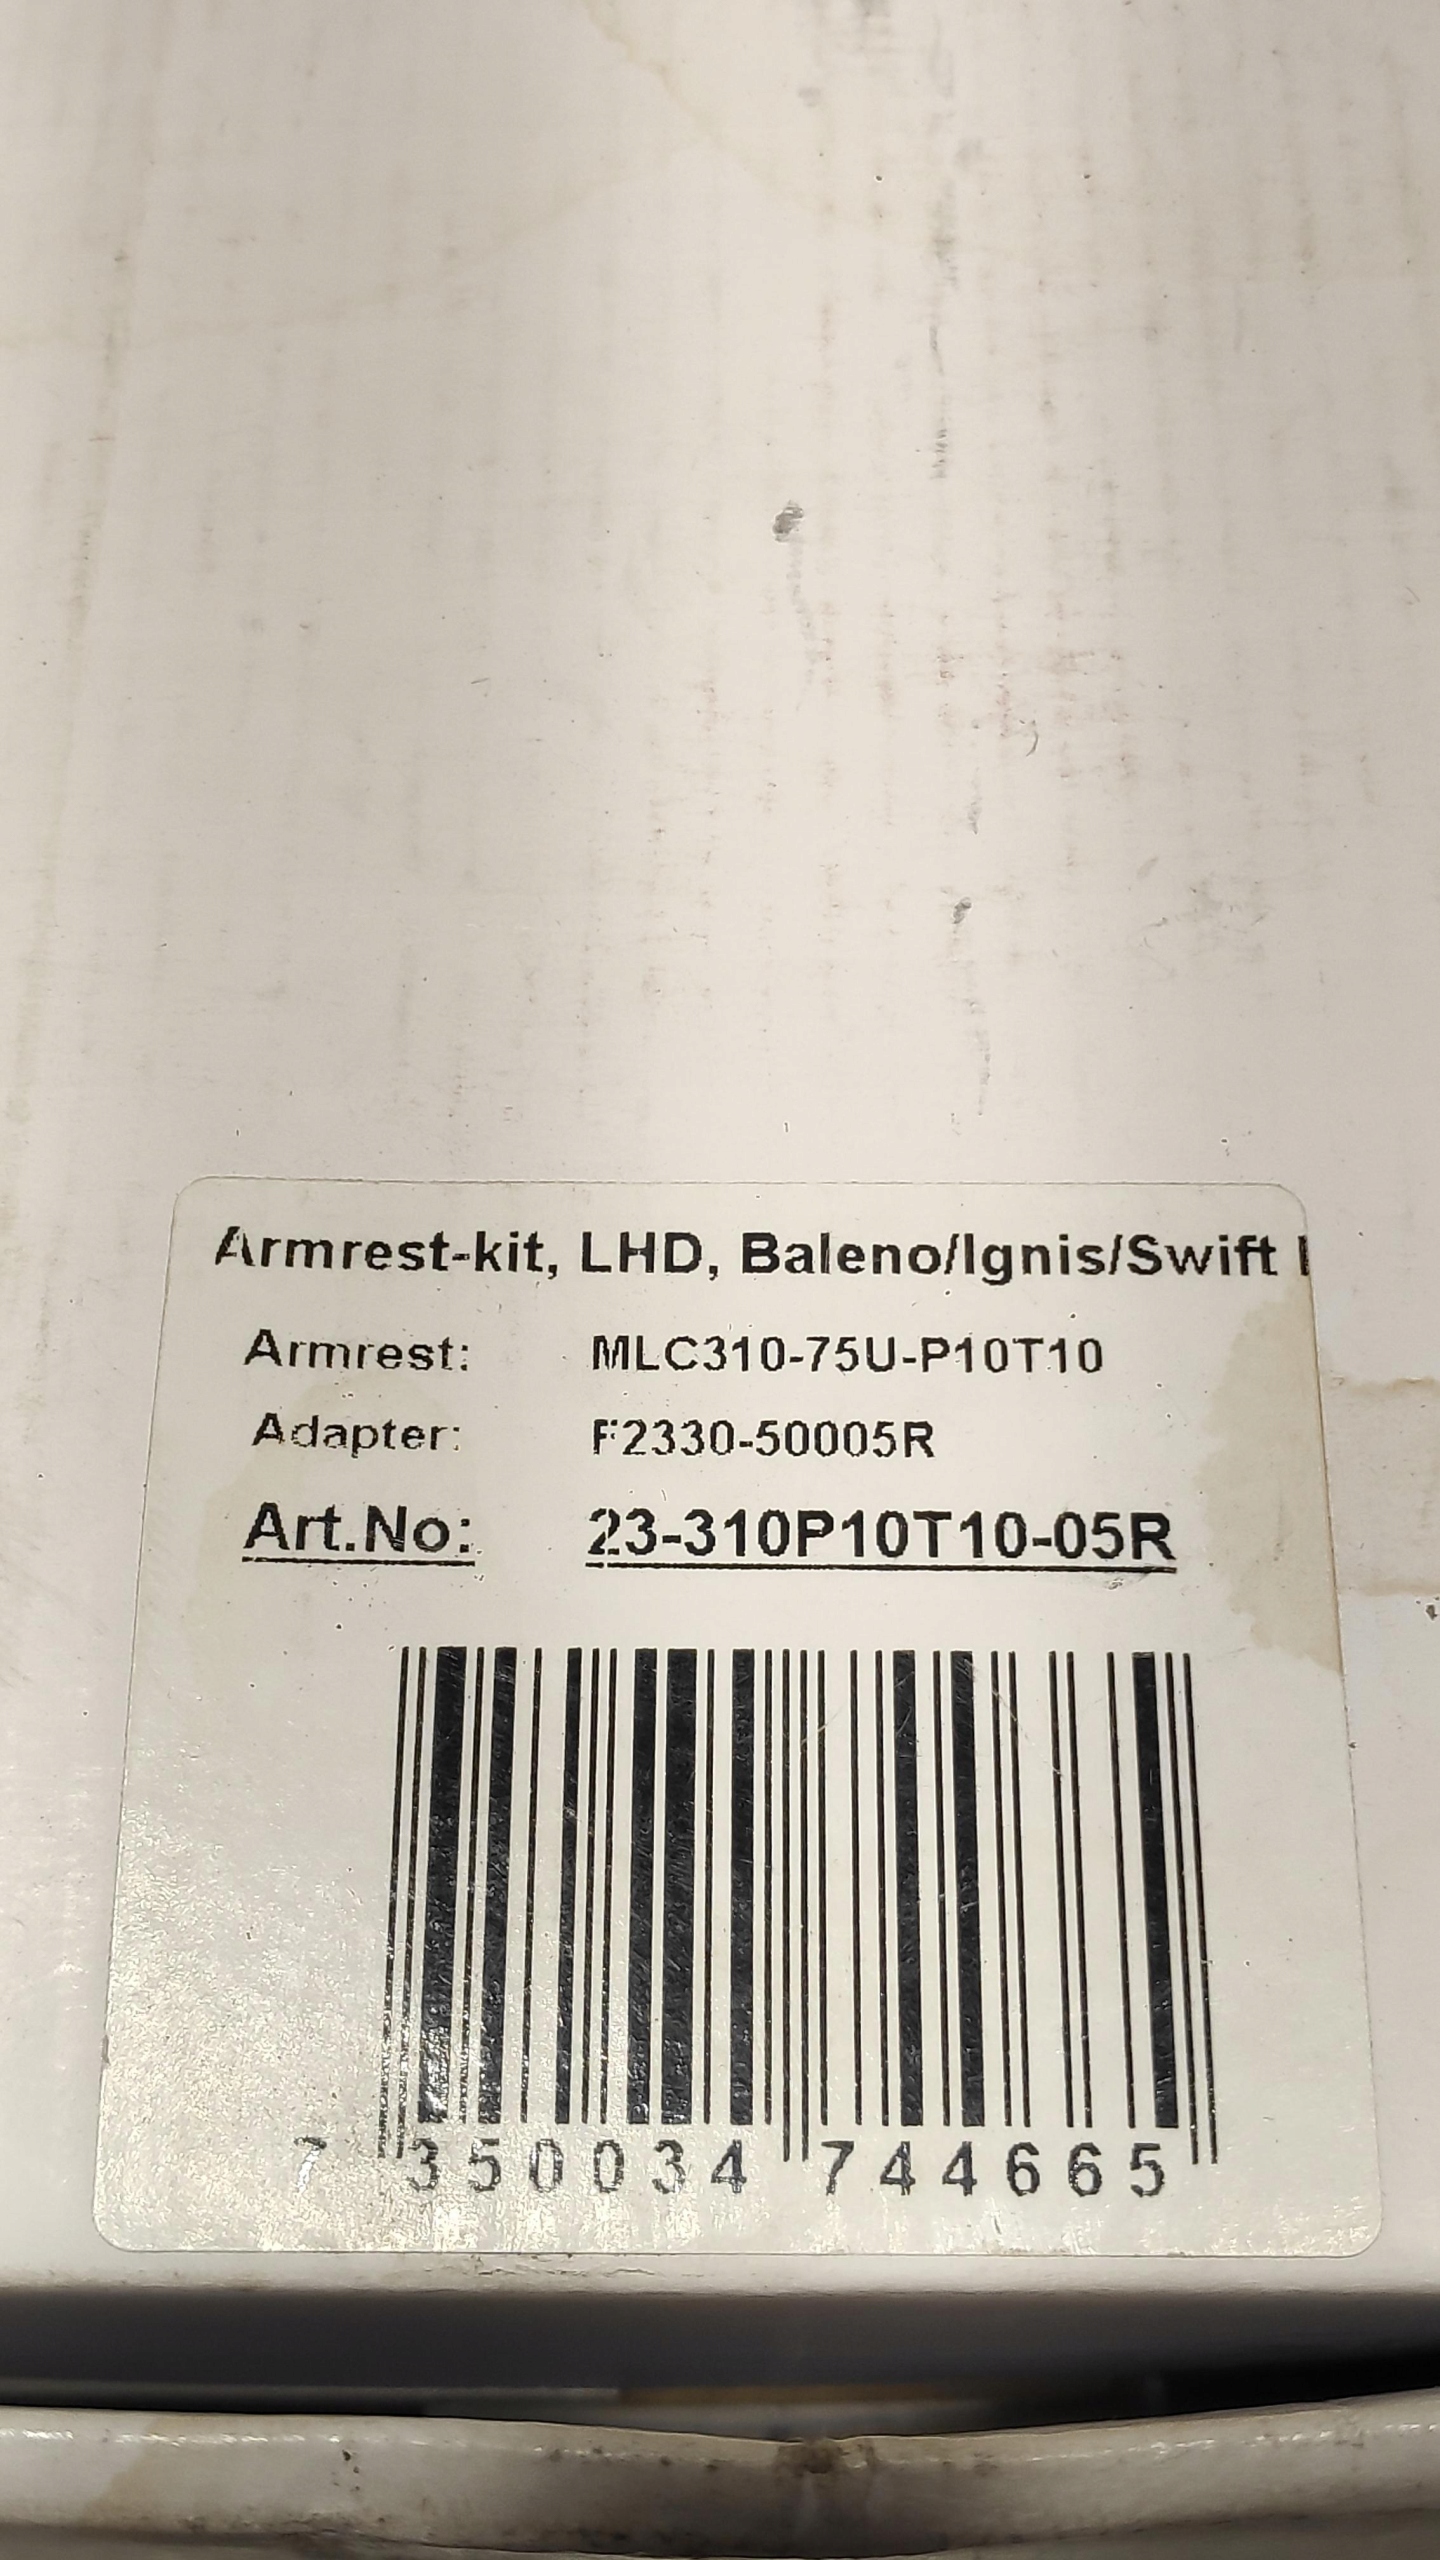 Armrest-kit, LHD, Baleno/Ignis/Swift
Armrest: MLC310-75U-P10T10
Adapter: F2330-50005R
Art.No: 23-310P10T10-05R
7 350034 744665